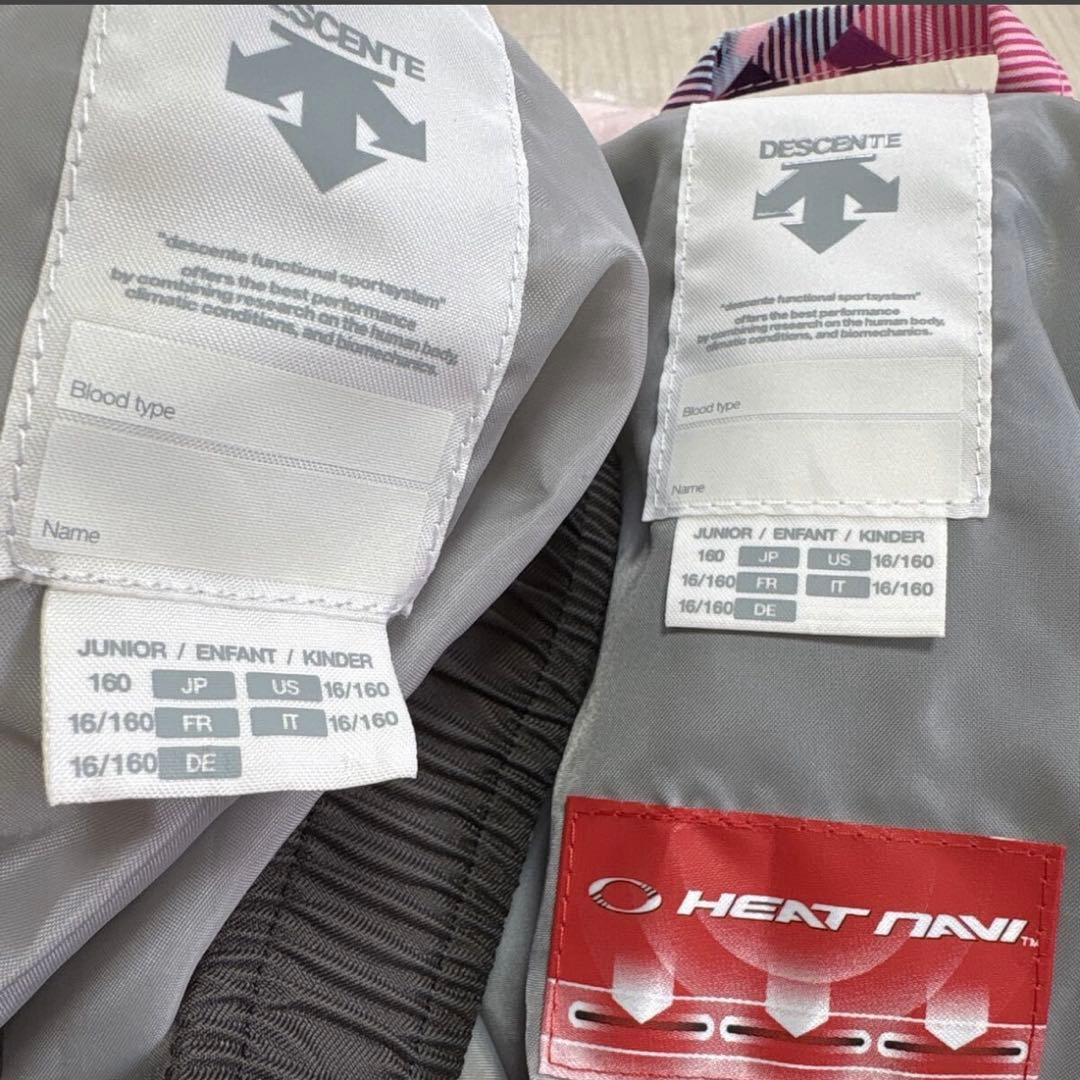 DESCENTE
"descente functional sportsystem"
offers the best performance
by combining research on the human body,
climatic conditions, and biomechanics.
Blood type
Name
JUNIOR / ENFANT / KINDER
160 JP US 16/160
16/160 FR IT 16/160
16/160 DE
DESCENTE
"descente functional sportsystem"
offers the best performance
by combining research on the human body,
climatic conditions, and biomechanics.
Blood type
Name
JUNIOR / ENFANT / KINDER
160 JP US 16/160
16/160 FR IT 16/160
16/160 DE
HEAT NAVI TM